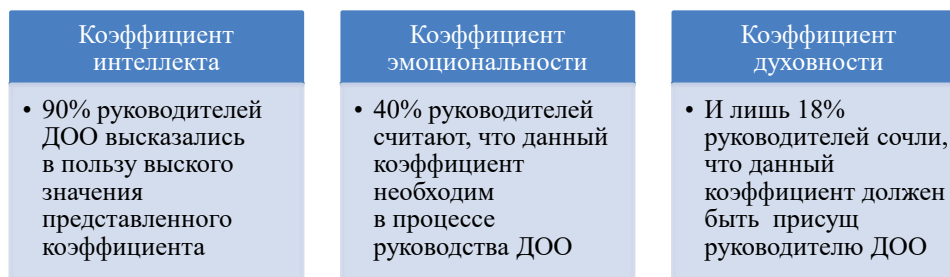 Коэффициент
интеллекта
• 90% руководителей
ДОО высказались
в пользу выского
значения
представленного
коэффициента
Коэффициент
эмоциональности
• 40% руководителей
считают, что данный
коэффициент
необходим
в процессе
руководства ДОО
Коэффициент
духовности
• И лишь 18%
руководителей сочли,
что данный
коэффициент должен
быть присущ
руководителю ДОО